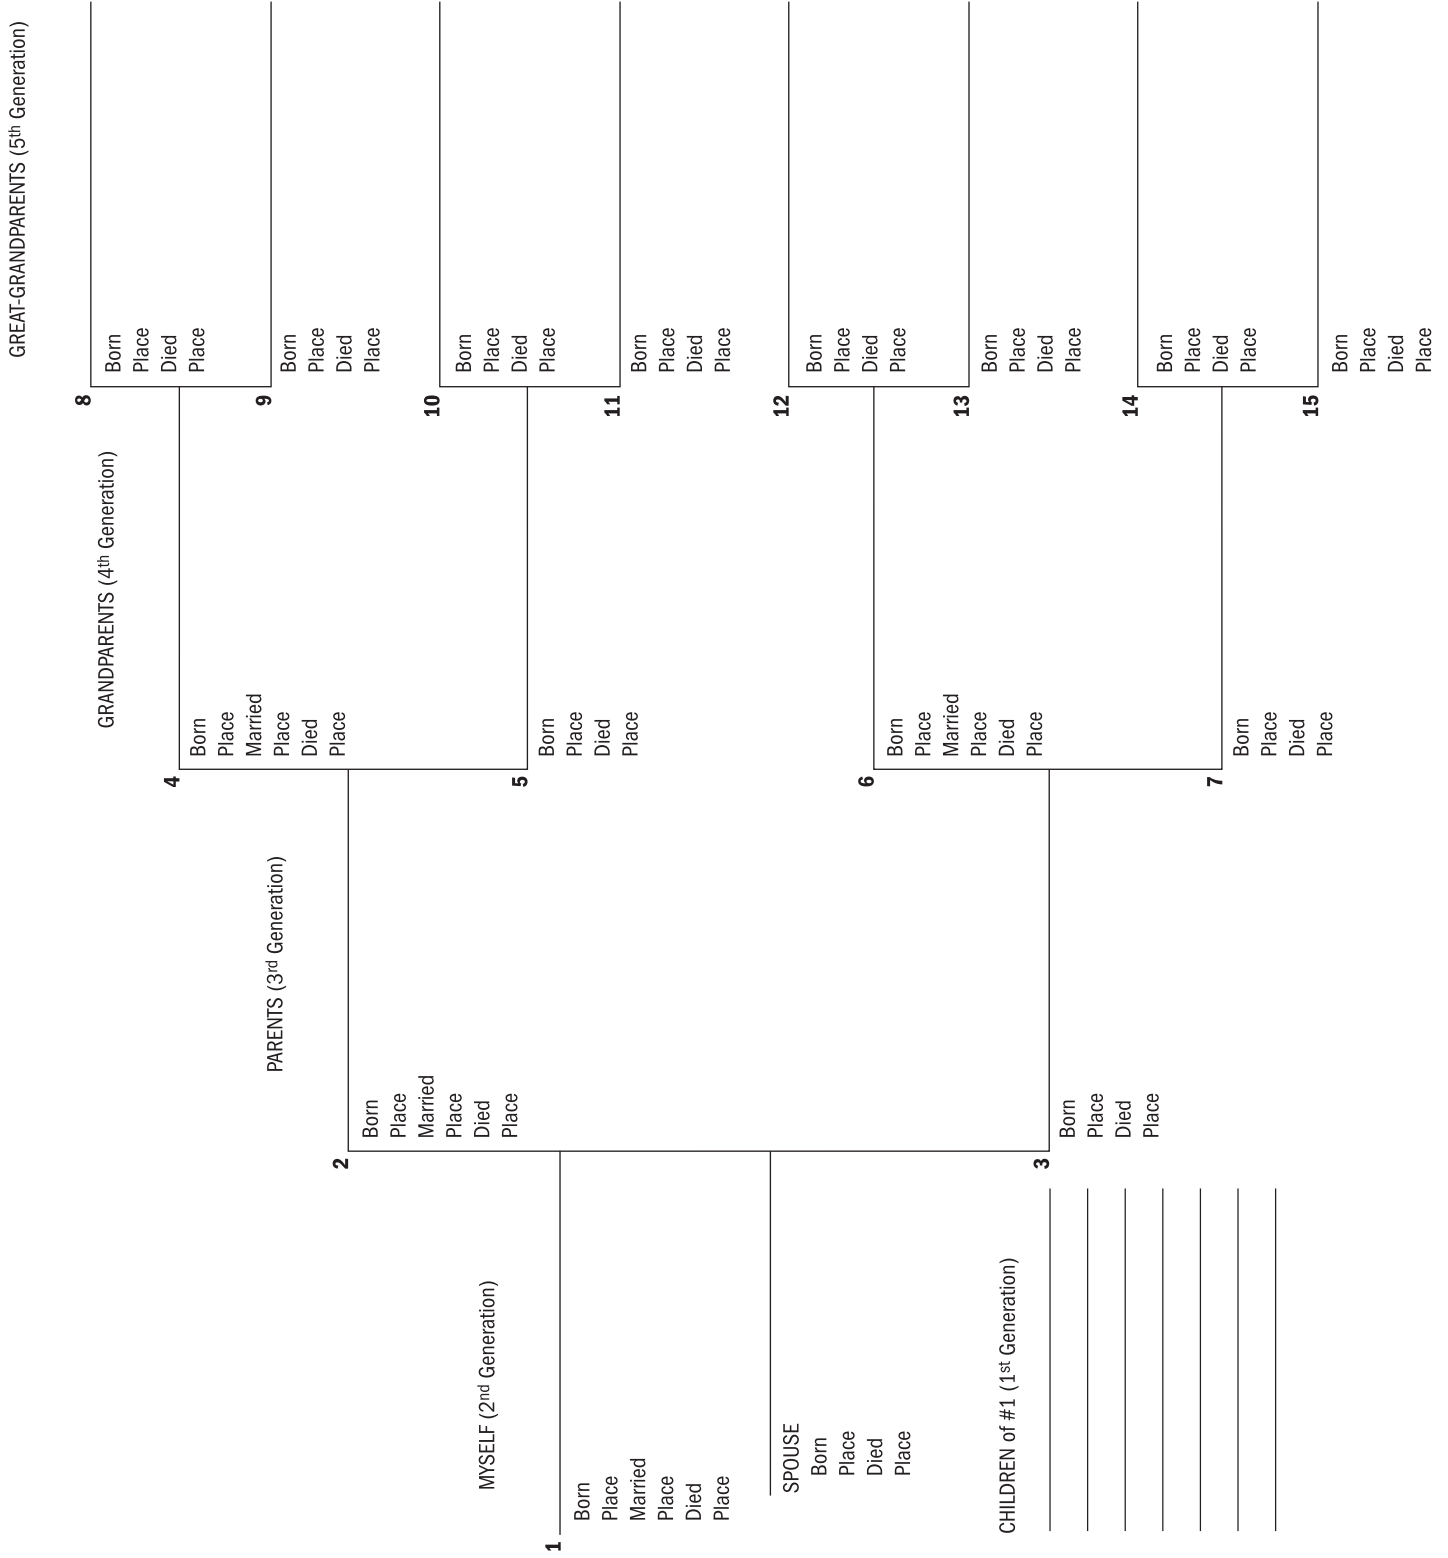 MYSELF (2nd Generation)
1
Born
Place
Married
Place
Died
Place
SPOUSE
Born
Place
Died
Place
CHILDREN of #1 (1st Generation)
PARENTS (3rd Generation)
2
Born
Place
Married
Place
Died
Place
3
Born
Place
Died
Place
GRANDPARENTS (4th Generation)
4
Born
Place
Married
Place
Died
Place
5
Born
Place
Died
Place
6
Born
Place
Married
Place
Died
Place
7
Born
Place
Died
Place
GREAT-GRANDPARENTS (5th Generation)
8
Born
Place
Died
Place
9
Born
Place
Died
Place
10
Born
Place
Died
Place
11
Born
Place
Died
Place
12
Born
Place
Died
Place
13
Born
Place
Died
Place
14
Born
Place
Died
Place
15
Born
Place
Died
Place